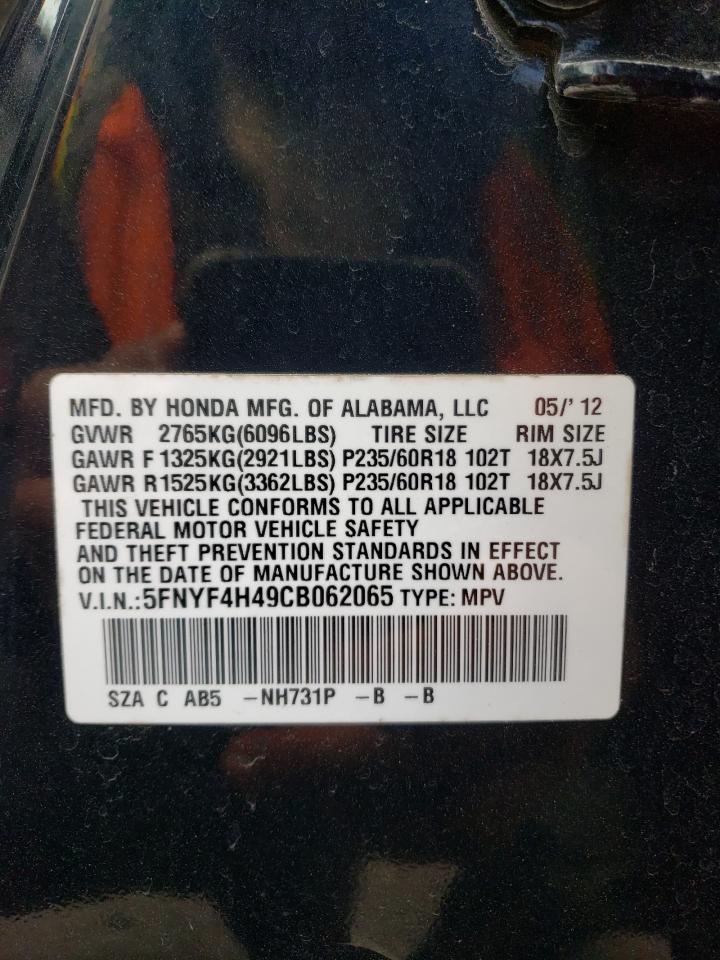 MFD. BY HONDA MFG. OF ALABAMA, LLC 05/' 12
GVWR 2765KG(6096LBS) TIRE SIZE RIM SIZE
GAWR F 1325KG(2921LBS) P235/60R18 102T 18X7.5J
GAWR R1525KG(3362LBS) P235/60R18 102T 18X7.5J
THIS VEHICLE CONFORMS TO ALL APPLICABLE
FEDERAL MOTOR VEHICLE SAFETY
AND THEFT PREVENTION STANDARDS IN EFFECT
ON THE DATE OF MANUFACTURE SHOWN ABOVE.
V.I.N.:5FNYF4H49CB062065 TYPE: MPV
SZA C AB5 -NH731P -B -B